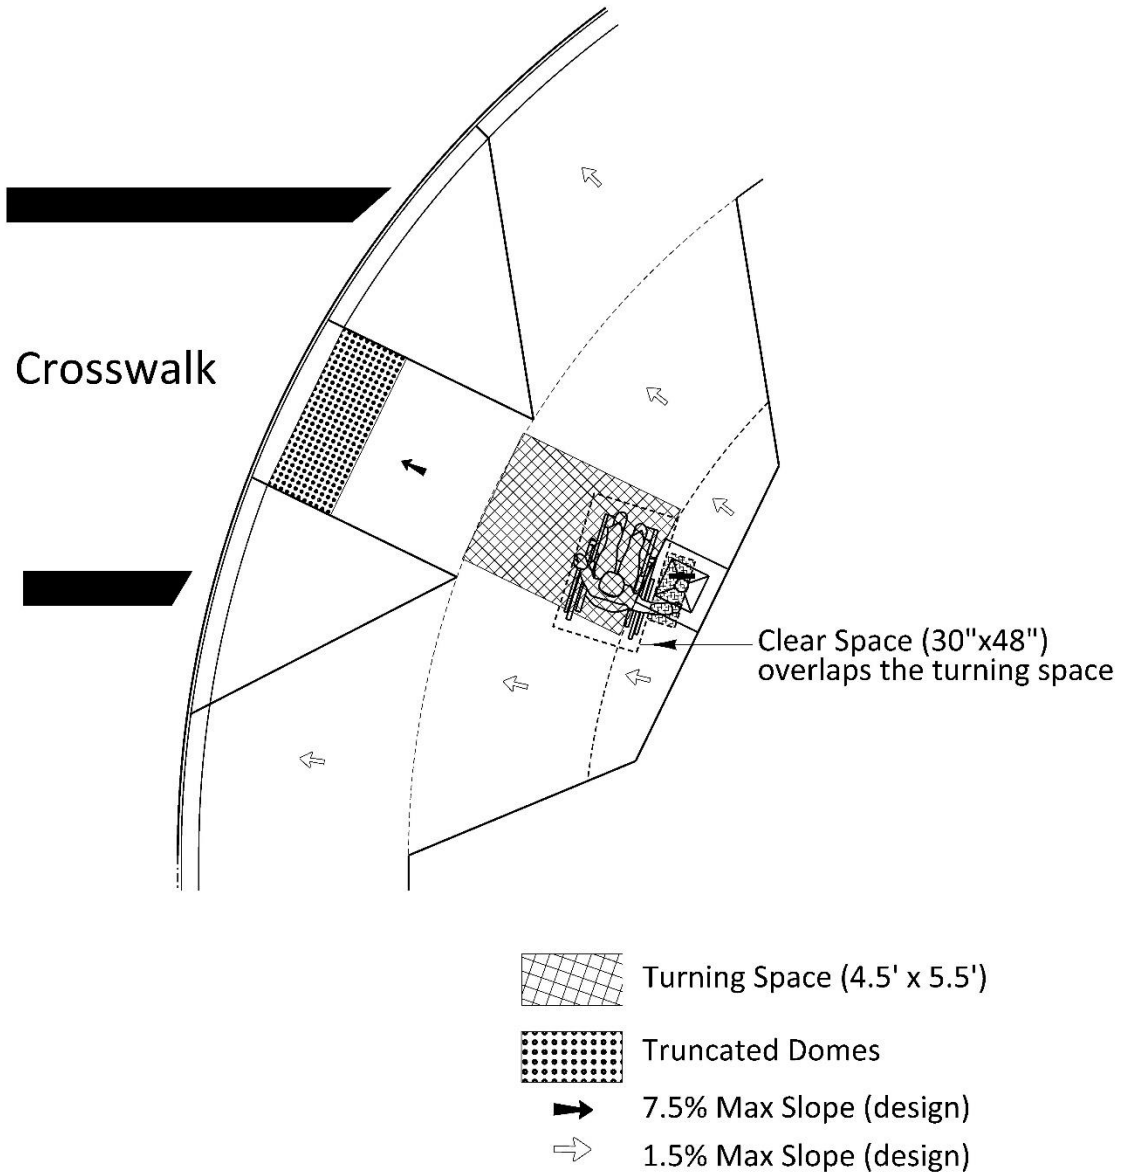 Crosswalk
Clear Space (30"x48")
overlaps the turning space
Turning Space (4.5' x 5.5')
Truncated Domes
7.5% Max Slope (design)
1.5% Max Slope (design)